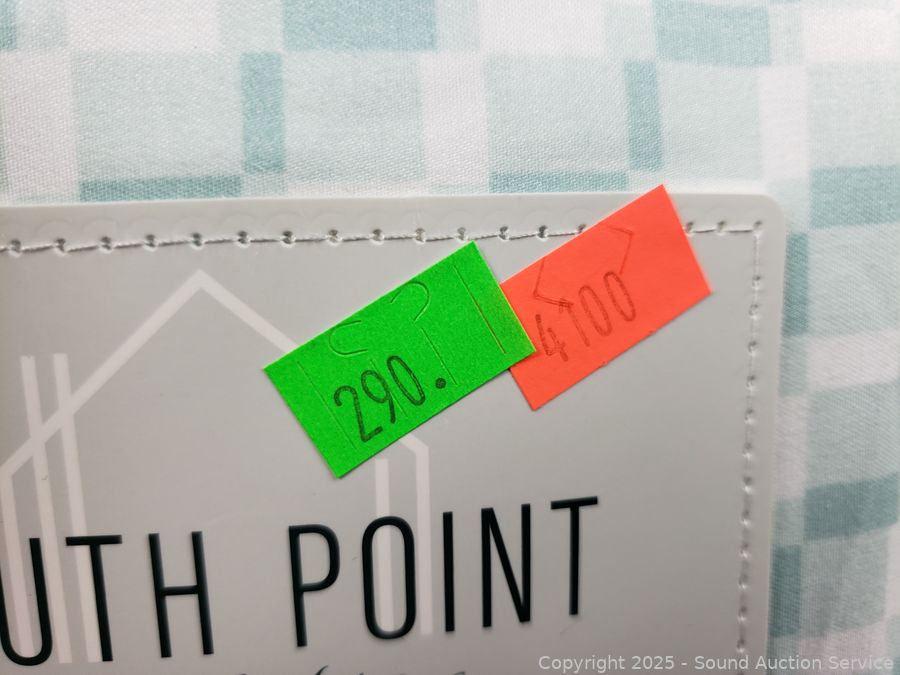 290.
4100
UTH POINT
Copyright 2025 - Sound Auction Service